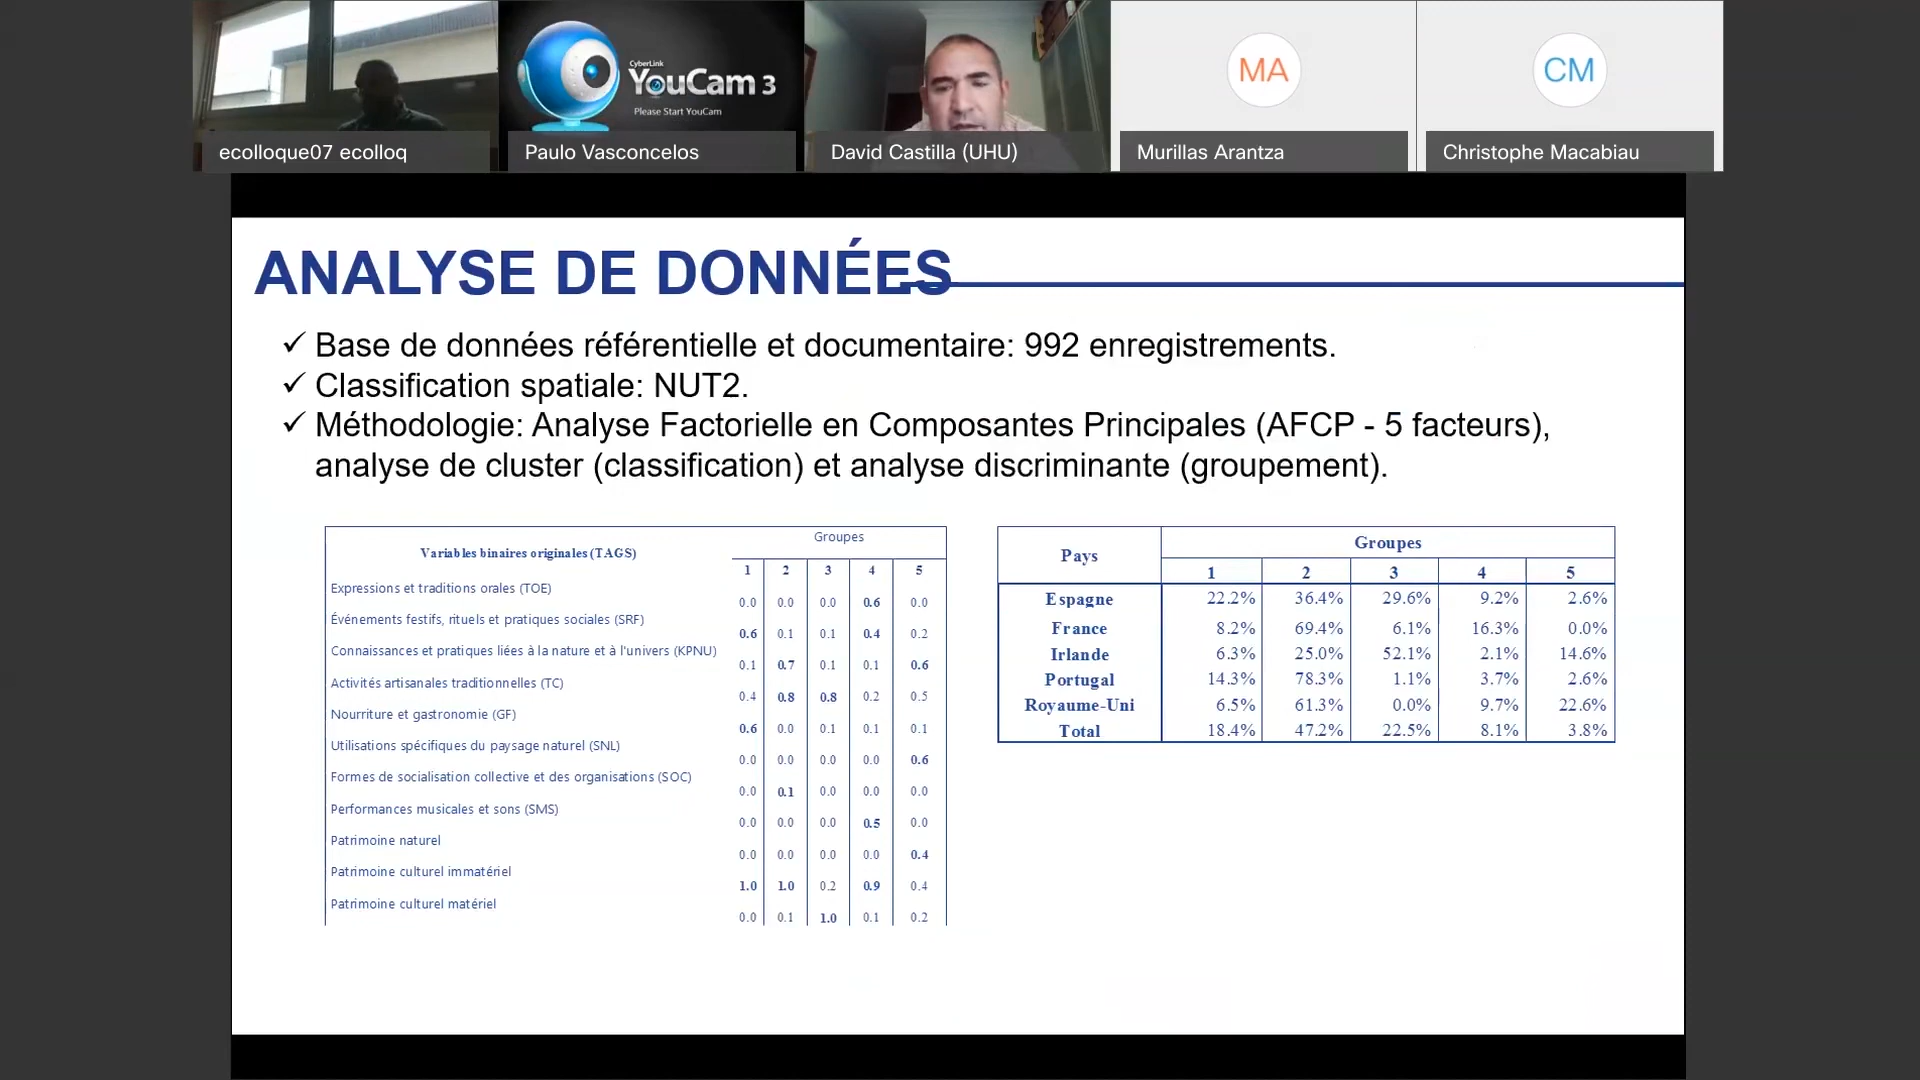 CyberLink
YouCam 3
Please Start YouCam
MA
CM
ecolloque07 ecolloq
Paulo Vasconcelos
David Castilla (UHU)
Murillas Arantza
Christophe Macabiau
ANALYSE DE DONNÉES
✓ Base de données référentielle et documentaire: 992 enregistrements.
✓ Classification spatiale: NUT2.
✓ Méthodologie: Analyse Factorielle en Composantes Principales (AFCP - 5 facteurs),
analyse de cluster (classification) et analyse discriminante (groupement).
Variables binaires originales (TAGS) Groupes
1 2 3 4 5
Expressions et traditions orales (TOE) 0.0 0.0 0.0 0.6 0.0
Événements festifs, rituels et pratiques sociales (SRF) 0.6 0.1 0.1 0.4 0.2
Connaissances et pratiques liées à la nature et à l'univers (KPNU) 0.1 0.7 0.1 0.1 0.6
Activités artisanales traditionnelles (TC) 0.4 0.8 0.8 0.2 0.5
Nourriture et gastronomie (GF) 0.6 0.0 0.1 0.1 0.1
Utilisations spécifiques du paysage naturel (SNL) 0.0 0.0 0.0 0.0 0.6
Formes de socialisation collective et des organisations (SOC) 0.0 0.1 0.0 0.0 0.0
Performances musicales et sons (SMS) 0.0 0.0 0.0 0.5 0.0
Patrimoine naturel 0.0 0.0 0.0 0.0 0.4
Patrimoine culturel immatériel 1.0 1.0 0.2 0.9 0.4
Patrimoine culturel matériel 0.0 0.1 1.0 0.1 0.2
Pays Groupes
1 2 3 4 5
Espagne 22.2% 36.4% 29.6% 9.2% 2.6%
France 8.2% 69.4% 6.1% 16.3% 0.0%
Irlande 6.3% 25.0% 52.1% 2.1% 14.6%
Portugal 14.3% 78.3% 1.1% 3.7% 2.6%
Royaume-Uni 6.5% 61.3% 0.0% 9.7% 22.6%
Total 18.4% 47.2% 22.5% 8.1% 3.8%